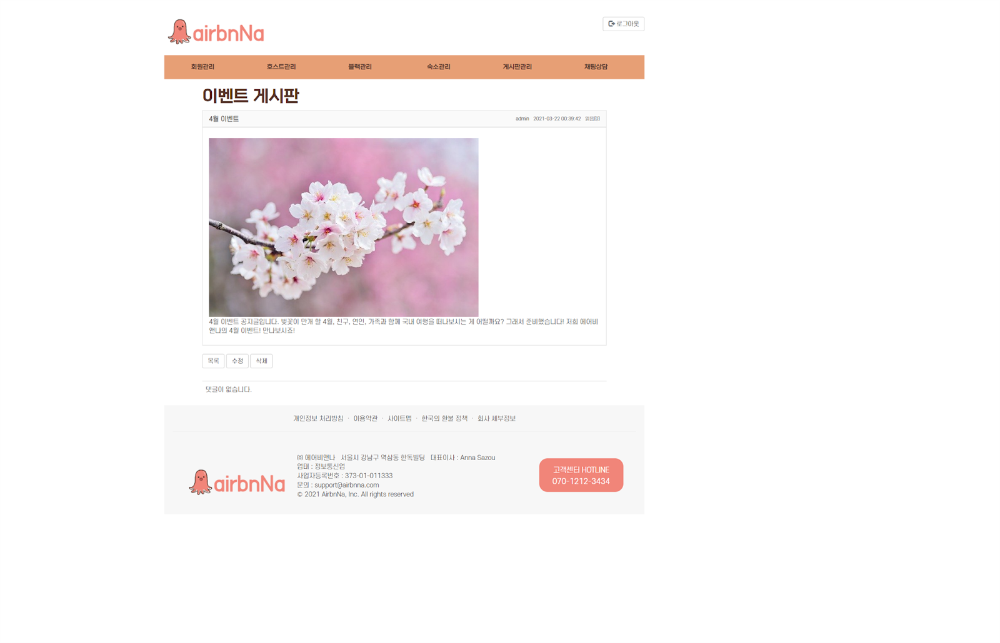 airbnNa
로그아웃
회원관리 호스트관리 블랙관리 숙소관리 게시판관리 채팅상담
이벤트 게시판
4월 이벤트 admin 2021-03-22 00:39:42 읽음(0)
4월 이벤트 공지글입니다. 벚꽃이 만개 할 4월, 친구, 연인, 가족과 함께 국내 여행을 떠나보시는 게 어떨까요? 그래서 준비했습니다! 저희 에어비
앤나의 4월 이벤트! 만나보시죠!
목록 수정 삭제
댓글이 없습니다.
개인정보 처리방침 · 이용약관 · 사이트맵 · 한국의 환불 정책 · 회사 세부정보
airbnNa
㈜ 에어비앤나 서울시 강남구 역삼동 한독빌딩 대표이사 : Anna Sazou
업태 : 정보통신업
사업자등록번호 : 373-01-011333
문의 : support@airbnna.com
© 2021 AirbnNa, Inc. All rights reserved
고객센터 HOTLINE
070-1212-3434